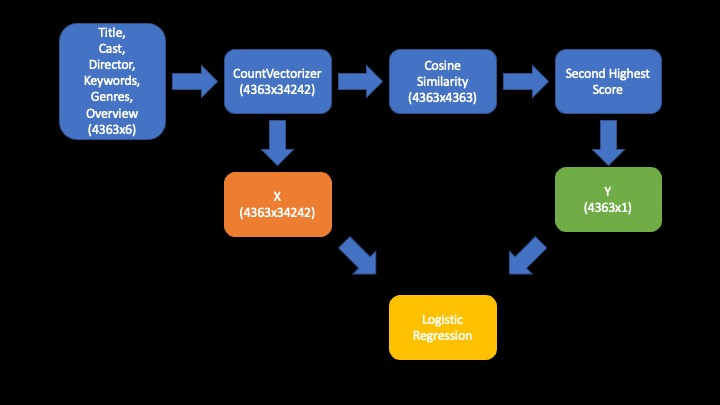 Title,
Cast,
Director,
Keywords,
Genres,
Overview
(4363x6)
CountVectorizer
(4363x34242)
Cosine
Similarity
(4363x4363)
Second Highest
Score
X
(4363x34242)
Y
(4363x1)
Logistic
Regression